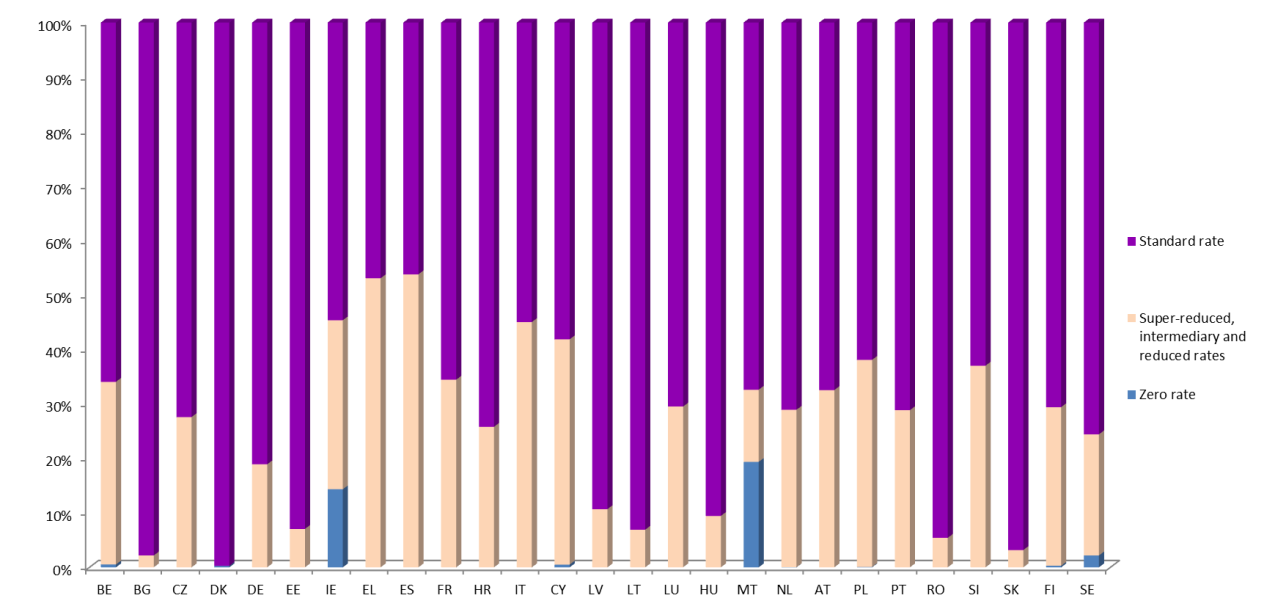 100%
90%
80%
70%
60%
50%
40%
30%
20%
10%
0%
BE BG CZ DK DE EE IE EL ES FR HR IT CY LV LT LU HU MT NL AT PL PT RO SI SK FI SE
Standard rate
Super-reduced,
intermediary and
reduced rates
Zero rate